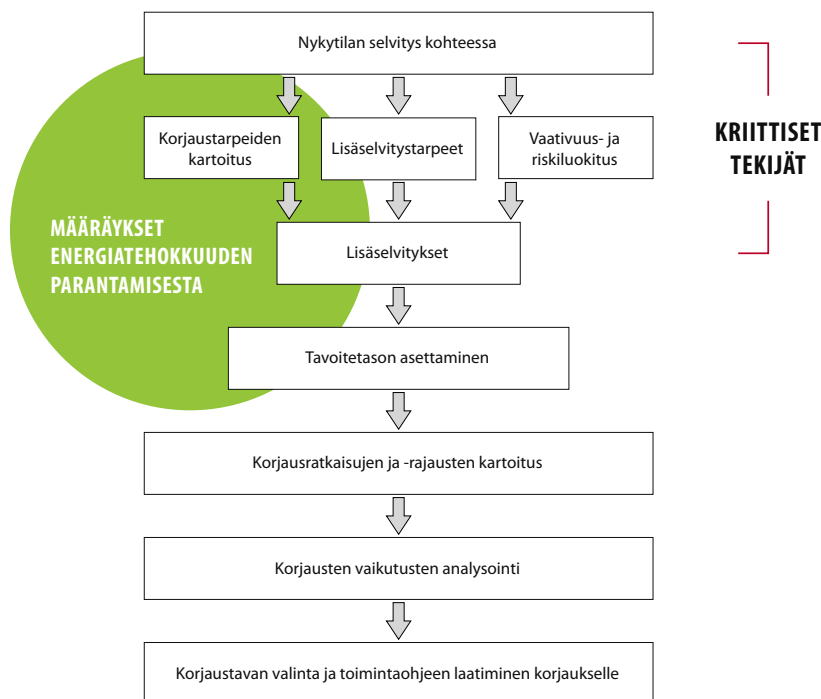 Nykytilan selvitys kohteessa
Korjaustarpeiden
kartoitus
Lisäselvitystarpeet
Vaativuus- ja
riskiluokitus
KRIITTISET
TEKIJÄT
MÄÄRÄYKSET
ENERGIATEHOKKUUDEN
PARANTAMISESTA
Lisäselvitykset
Tavoitetason asettaminen
Korjausratkaisujen ja -rajausten kartoitus
Korjausten vaikutusten analysointi
Korjaustavan valinta ja toimintaohjeen laatiminen korjaukselle